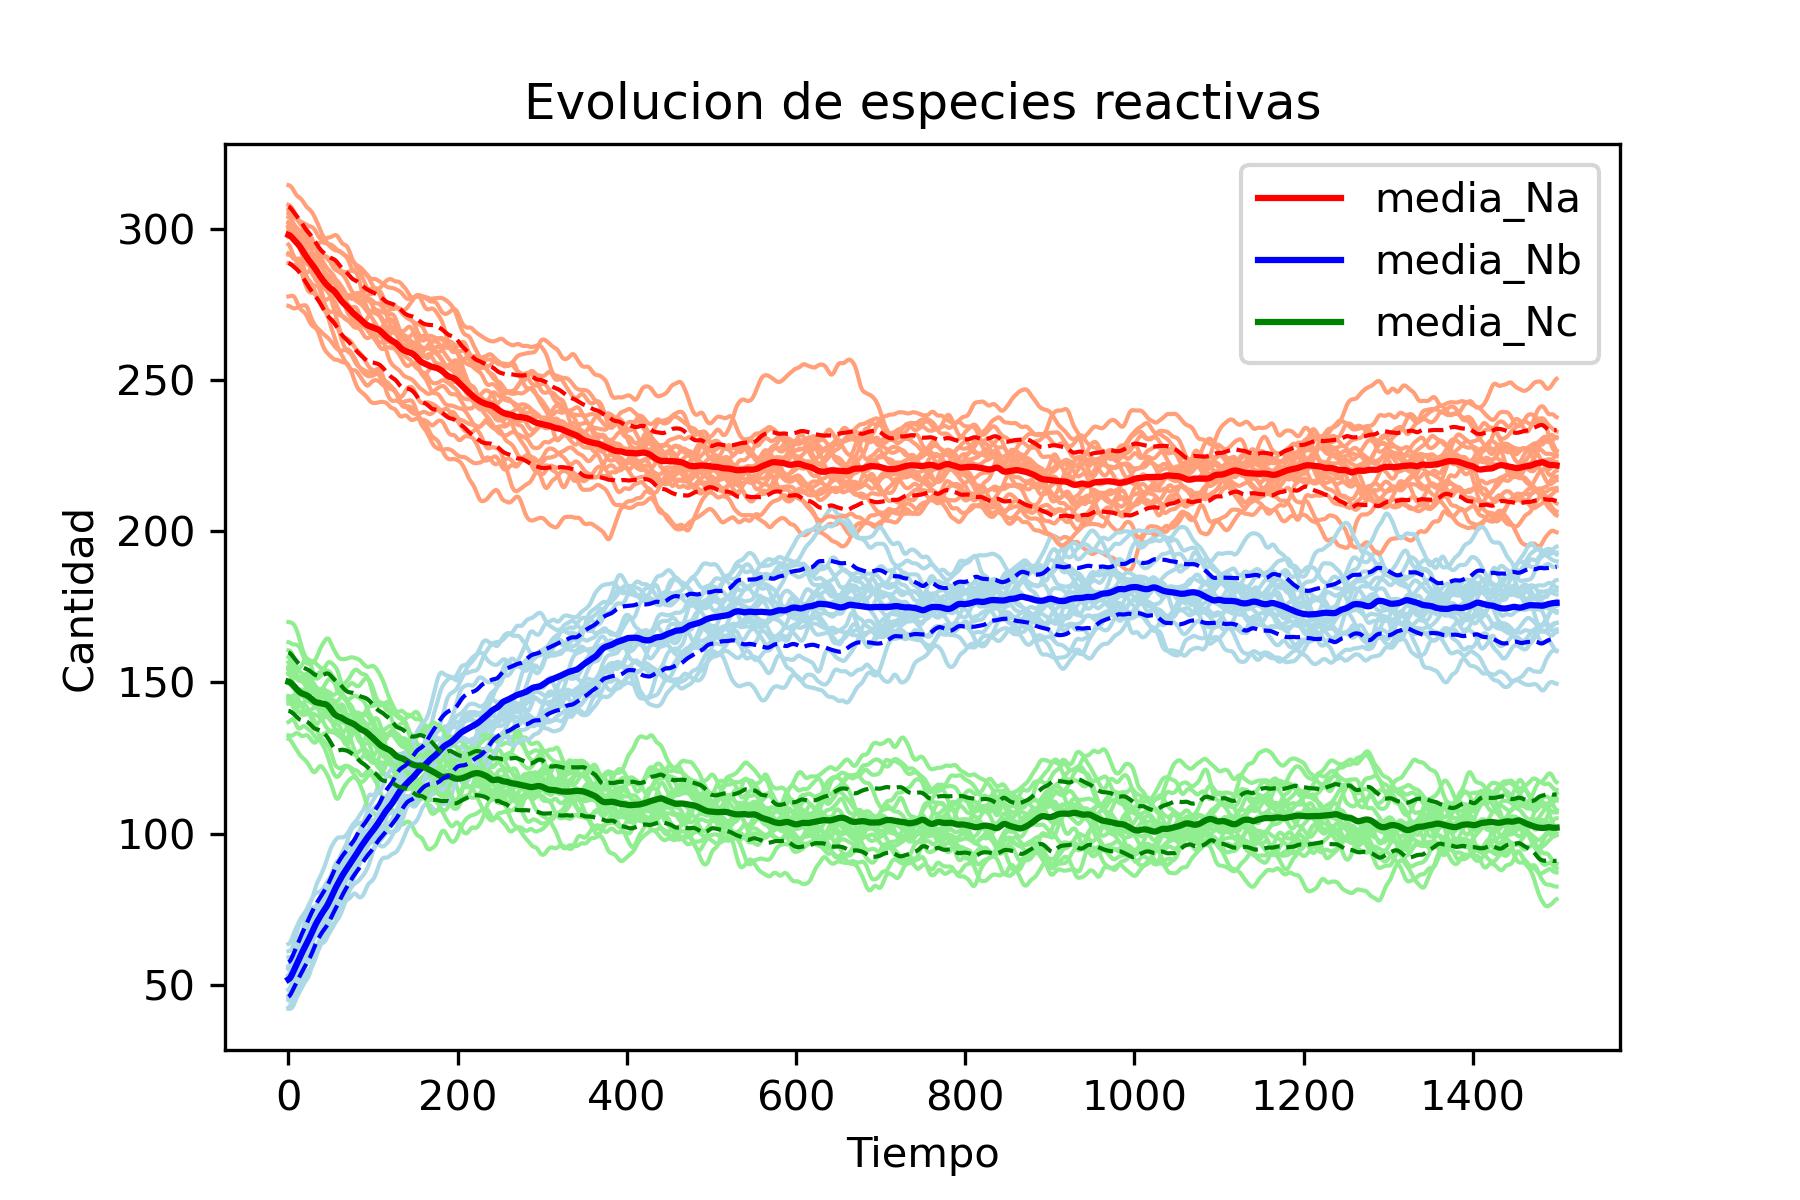 Evolucion de especies reactivas
media_Na
media_Nb
media_Nc
Cantidad
300
250
200
150
100
50
0 200 400 600 800 1000 1200 1400
Tiempo